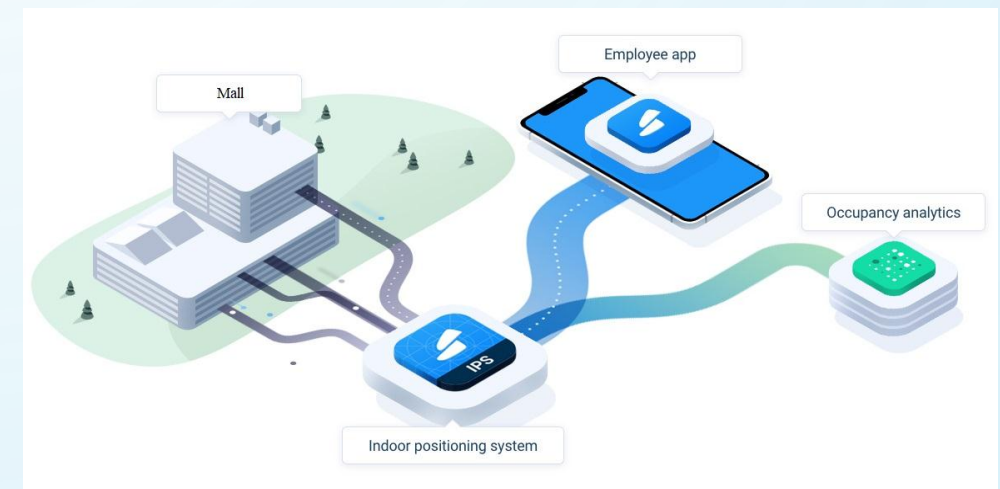 Employee app
Mall
Occupancy analytics
IPS
Indoor positioning system